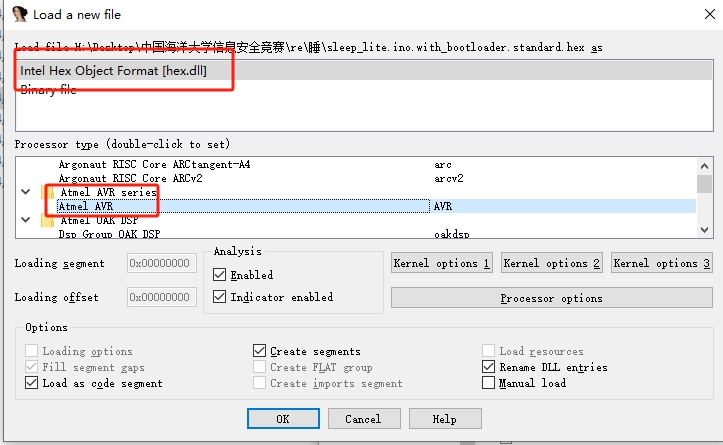 Load a new file
Load file H:\Desktop\中国海洋大学信息安全竞赛\re\睡\sleep_lite.ino.with_bootloader.standard.hex as
Intel Hex Object Format [hex.dll]
Binary file
Processor type (double-click to set)
Argonaut RISC Core ARCtangent-A4 arc
Argonaut RISC Core ARCv2 arcv2
Atmel AVR series
Atmel AVR AVR
Atmel OAK DSP
Dsp Group OAK DSP oakdsp
Loading segment 0x00000000
Loading offset 0x00000000
Analysis
Enabled
Indicator enabled
Kernel options 1 Kernel options 2 Kernel options 3
Processor options
Options
Loading options Create segments Load resources
Fill segment gaps Create FLAT group Rename DLL entries
Load as code segment Create imports segment Manual load
OK Cancel Help